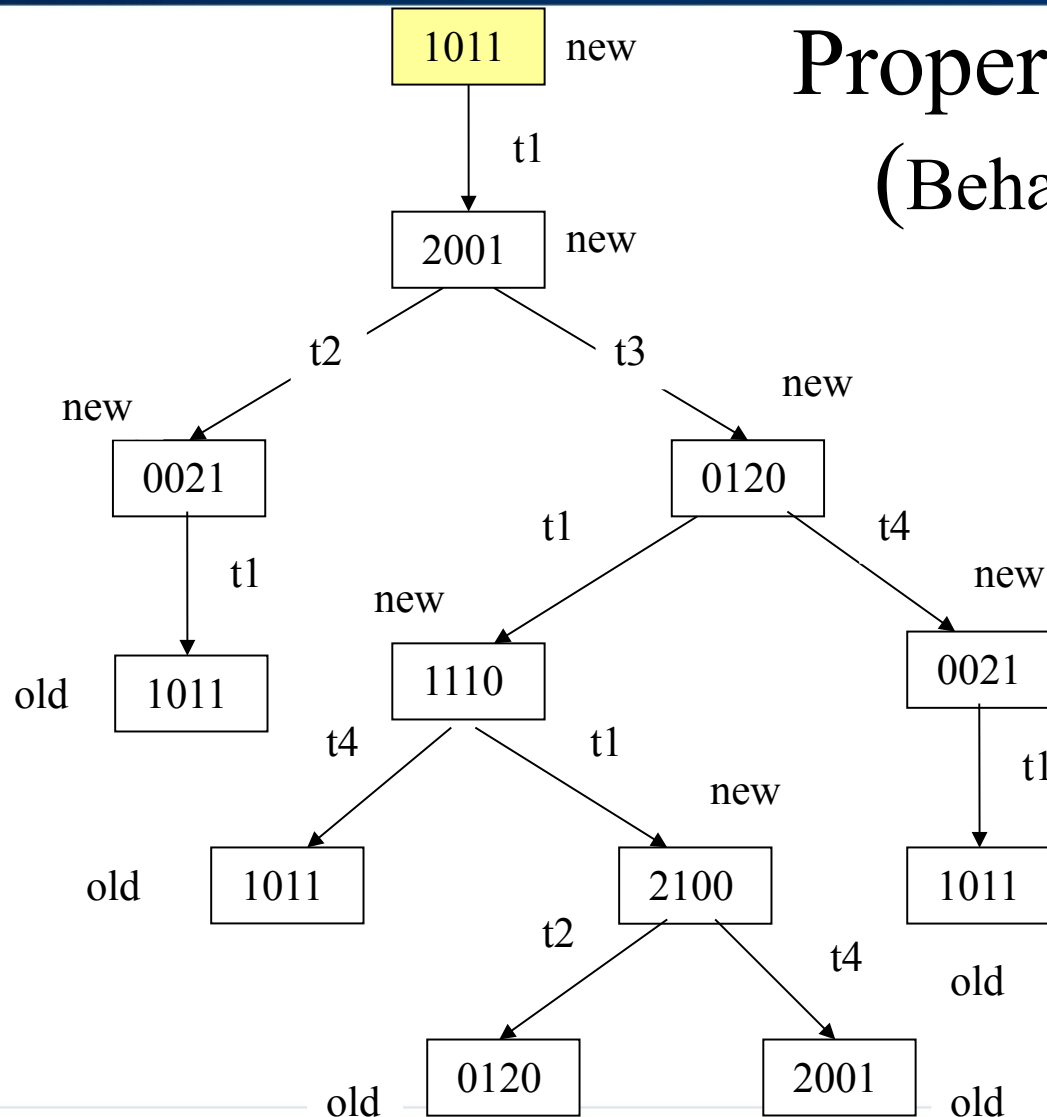 1011 new
Proper
t1
(Beha
2001 new
t2 t3
new new
0021 0120
t1 t4
t1 new new
old 1011 1110 0021
t4 t1 t1
new
old 1011 2100 1011
t2 t4 old
old 0120 2001 old